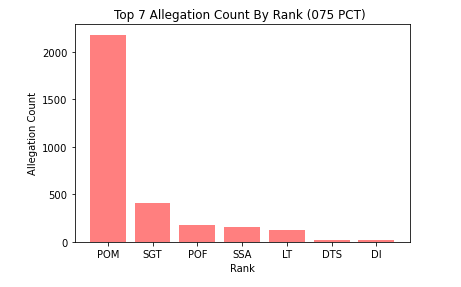 Top 7 Allegation Count By Rank (075 PCT)
Allegation Count
2000
1500
1000
500
0
POM SGT POF SSA LT DTS DI
Rank